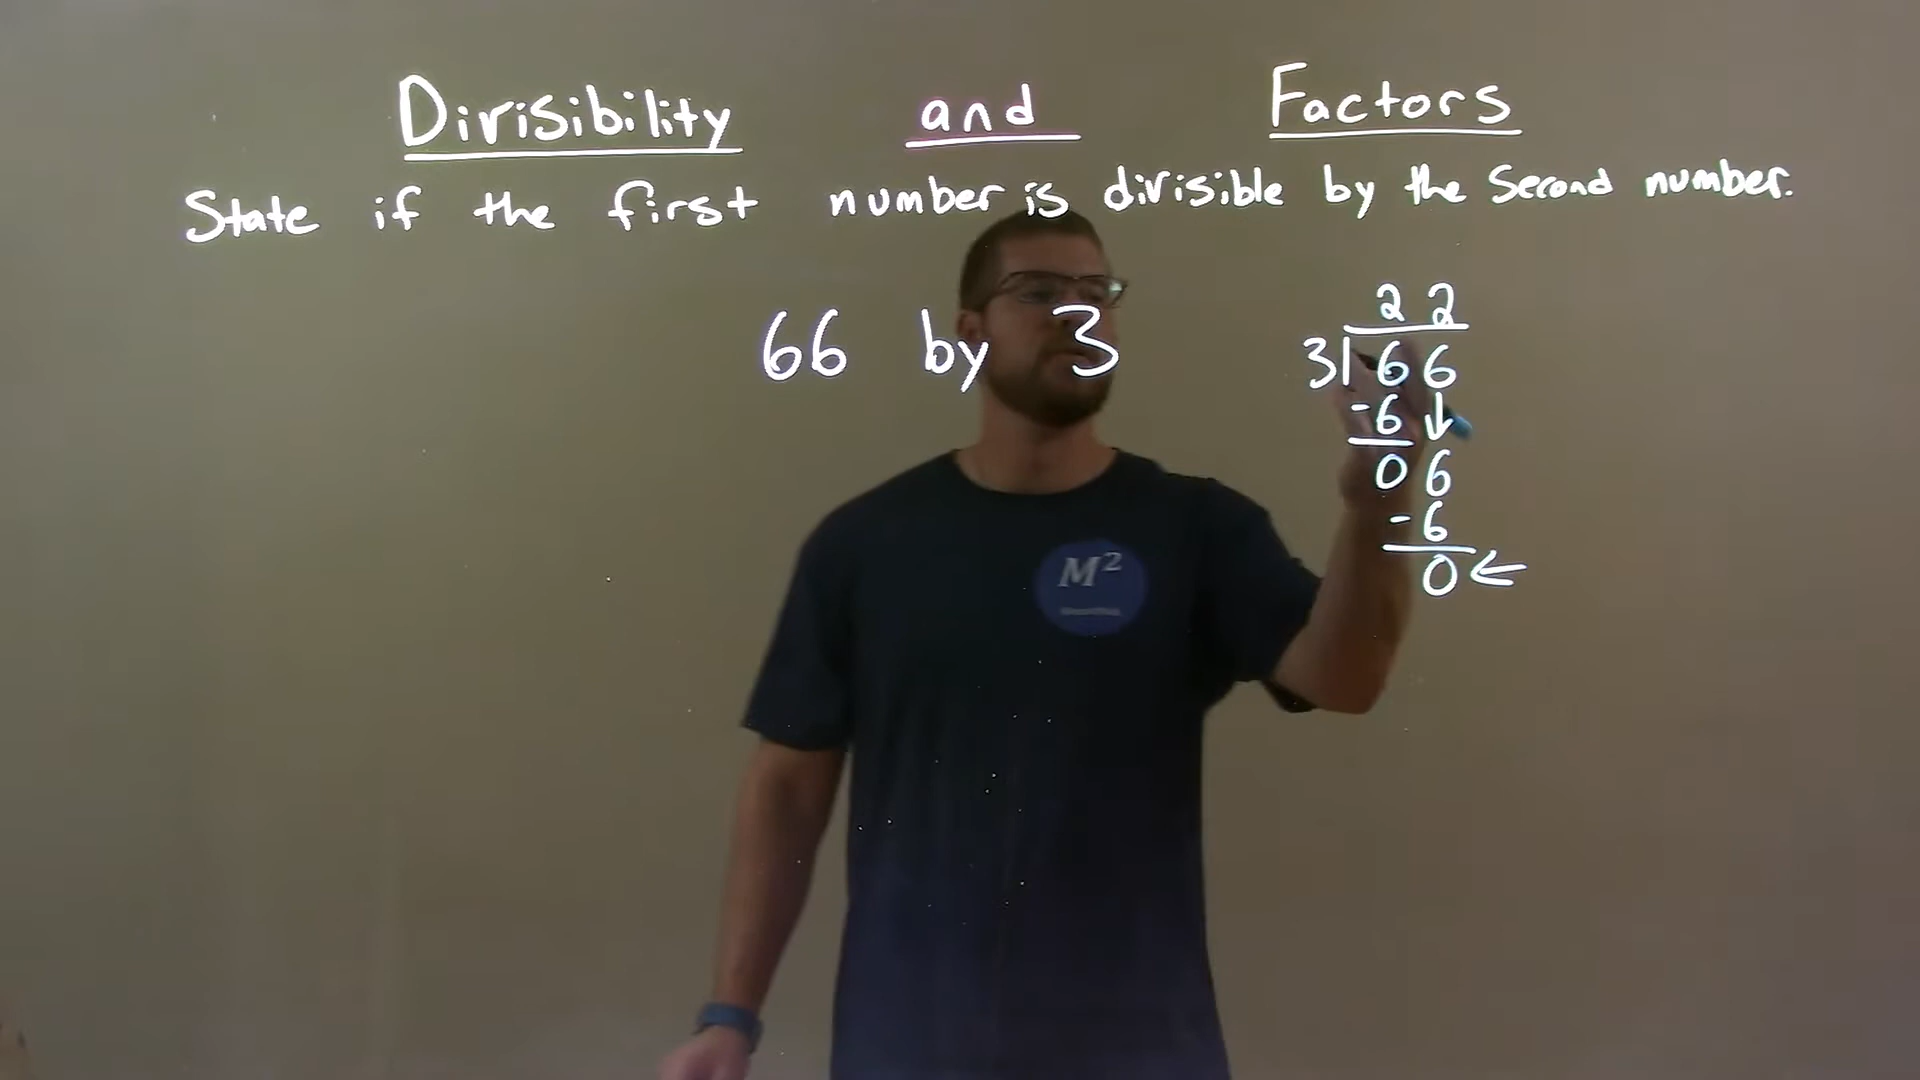 Divisibility and Factors
State if the first number is divisible by the Second number.
66 by 3
22
3|66
-6↓
06
-6
0←
M²